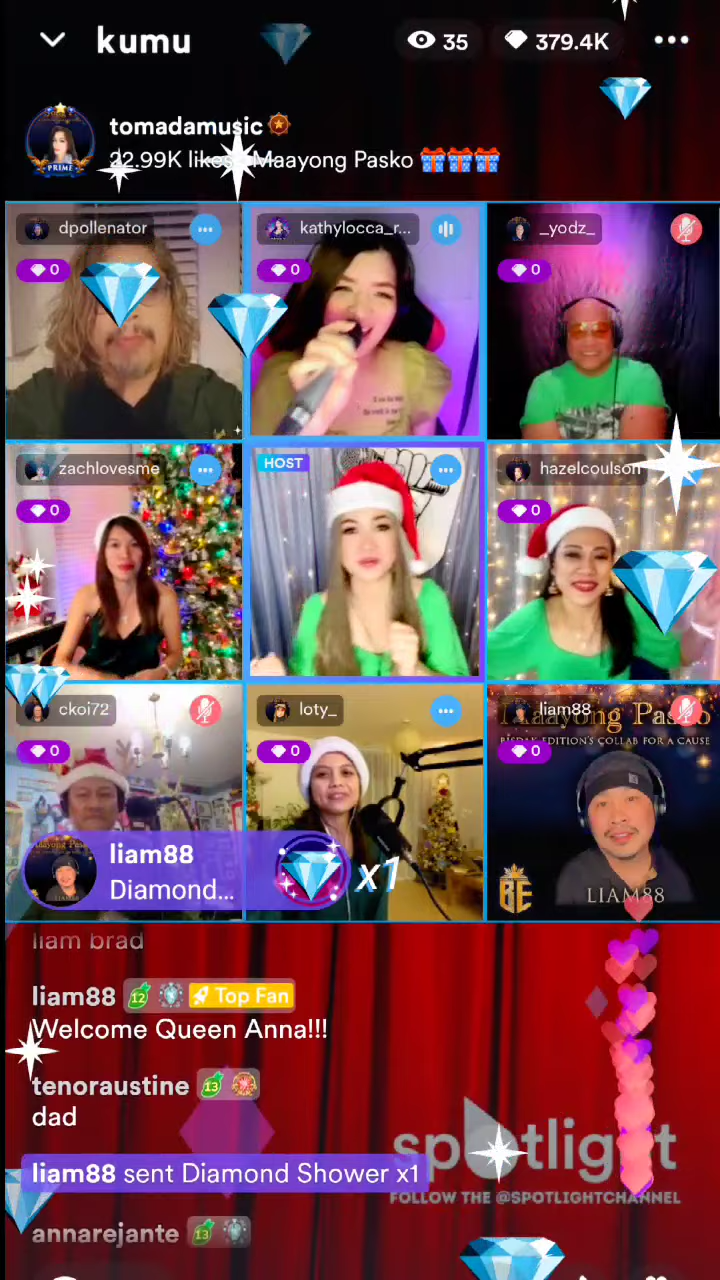 kumu
35
379.4K
tomadamusic
PRIME
22.99K likes Maayong Pasko
dpollenator
0
kathylocca_r...
0
_yodz_
0
zachlovesme
0
HOST
hazelcoulson
0
ckoi72
0
loty_
0
liam88
Maayong Pasko
BISDAK EDITION'S COLLAB FOR A CAUSE
0
BE
LIAM88
liam88
Diamond...
x1
liam brad
liam88 12 Top Fan
Welcome Queen Anna!!!
tenoraustine 13
dad
liam88 sent Diamond Shower x1
spotlight
FOLLOW THE @SPOTLIGHTCHANNEL
annarejante 13